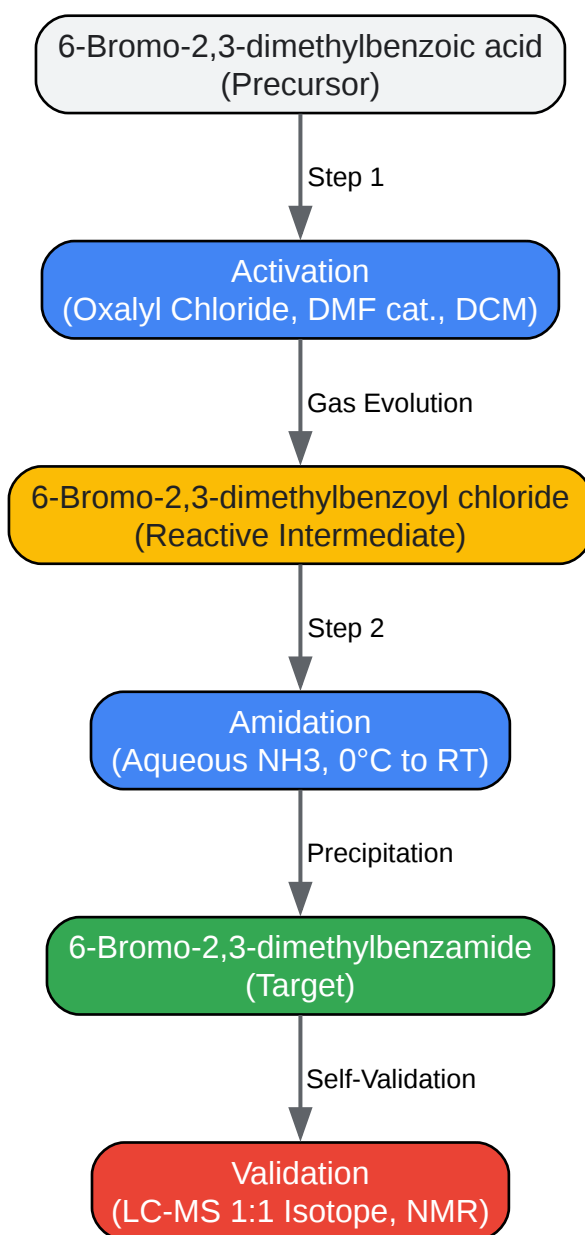 6-Bromo-2,3-dimethylbenzoic acid
(Precursor)
Step 1
Activation
(Oxalyl Chloride, DMF cat., DCM)
Gas Evolution
6-Bromo-2,3-dimethylbenzoyl chloride
(Reactive Intermediate)
Step 2
Amidation
(Aqueous NH3, 0°C to RT)
Precipitation
6-Bromo-2,3-dimethylbenzamide
(Target)
Self-Validation
Validation
(LC-MS 1:1 Isotope, NMR)